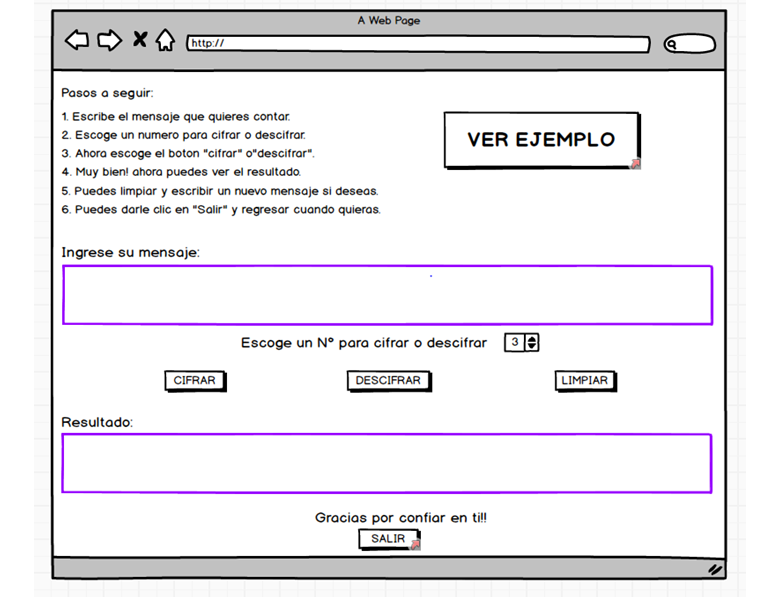 A Web Page
http://
Pasos a seguir:
1. Escribe el mensaje que quieres contar.
2. Escoge un numero para cifrar o descifrar.
3. Ahora escoge el boton "cifrar" o"descifrar".
4. Muy bien! ahora puedes ver el resultado.
5. Puedes limpiar y escribir un nuevo mensaje si deseas.
6. Puedes darle clic en "Salir" y regresar cuando quieras.
VER EJEMPLO
Ingrese su mensaje:
Escoge un N° para cifrar o descifrar 3
CIFRAR DESCIFRAR LIMPIAR
Resultado:
Gracias por confiar en ti!!
SALIR